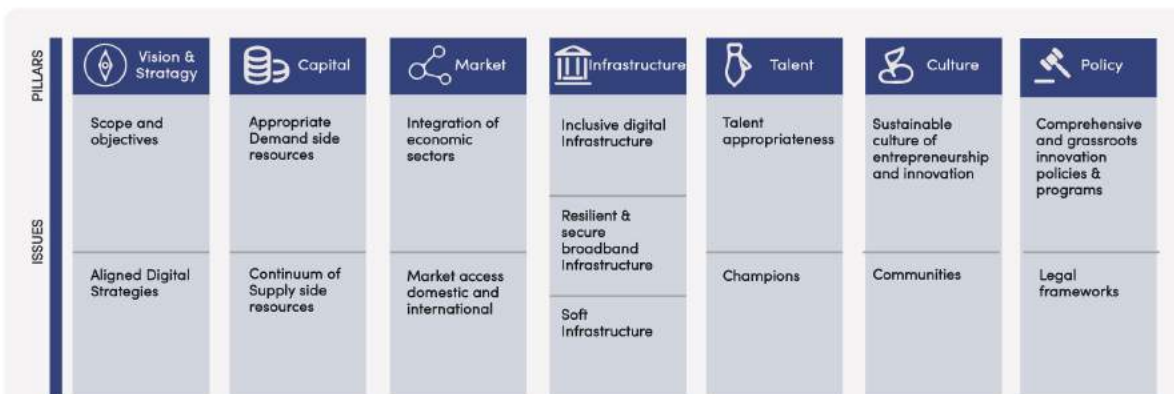 PILLARS
Vision &
Stratagy
Capital
Market
Infrastructure
Talent
Culture
Policy
ISSUES
Scope and
objectives
Aligned Digital
Strategies
Appropriate
Demand side
resources
Continuum of
Supply side
resources
Integration of
economic
sectors
Market access
domestic and
international
Inclusive digital
Infrastructure
Resilient &
secure
broadband
Infrastructure
Soft
Infrastructure
Talent
appropriateness
Champions
Sustainable
culture of
entrepreneurship
and innovation
Communities
Comprehensive
and grassroots
innovation
policies &
programs
Legal
frameworks